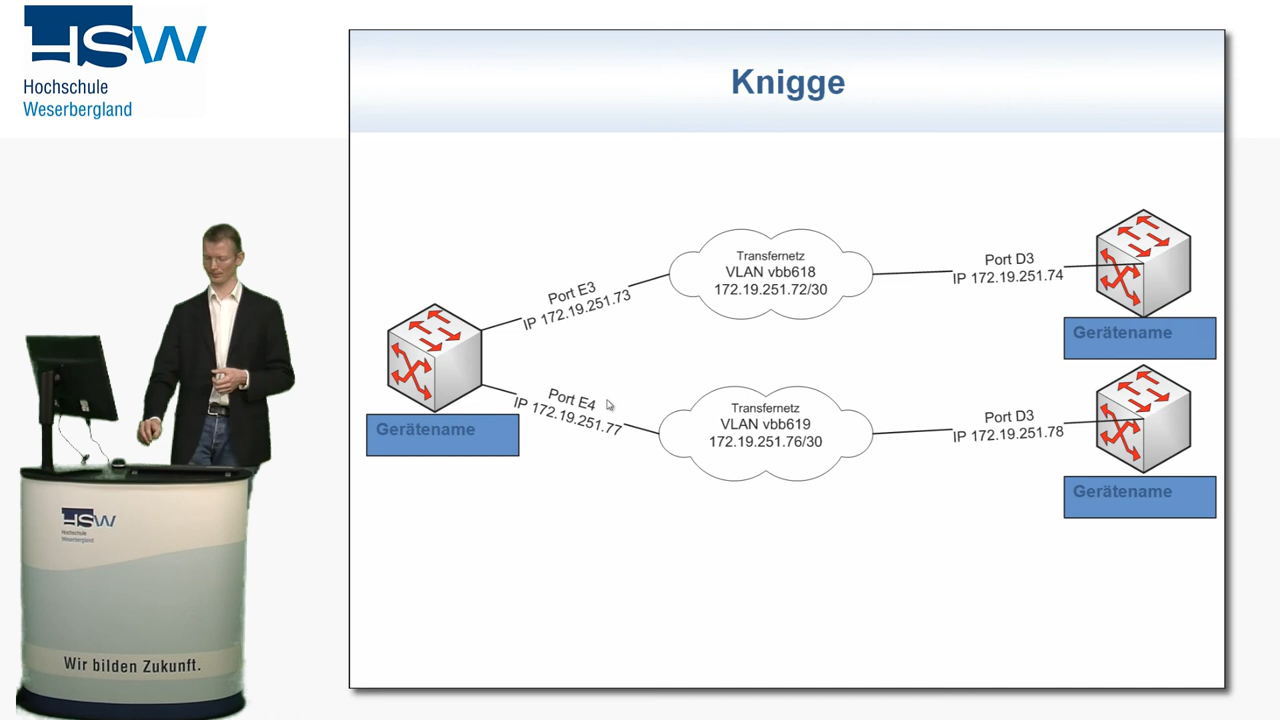 HSW
Hochschule
Weserbergland
Knigge
Transfernetz
VLAN vbb618
172.19.251.72/30
Port E3
IP 172.19.251.73
Port D3
IP 172.19.251.74
Gerätename
Port E4
IP 172.19.251.77
Transfernetz
VLAN vbb619
172.19.251.76/30
Port D3
IP 172.19.251.78
Gerätename
Gerätename
HSW
Hochschule
Weserbergland
Wir bilden Zukunft.